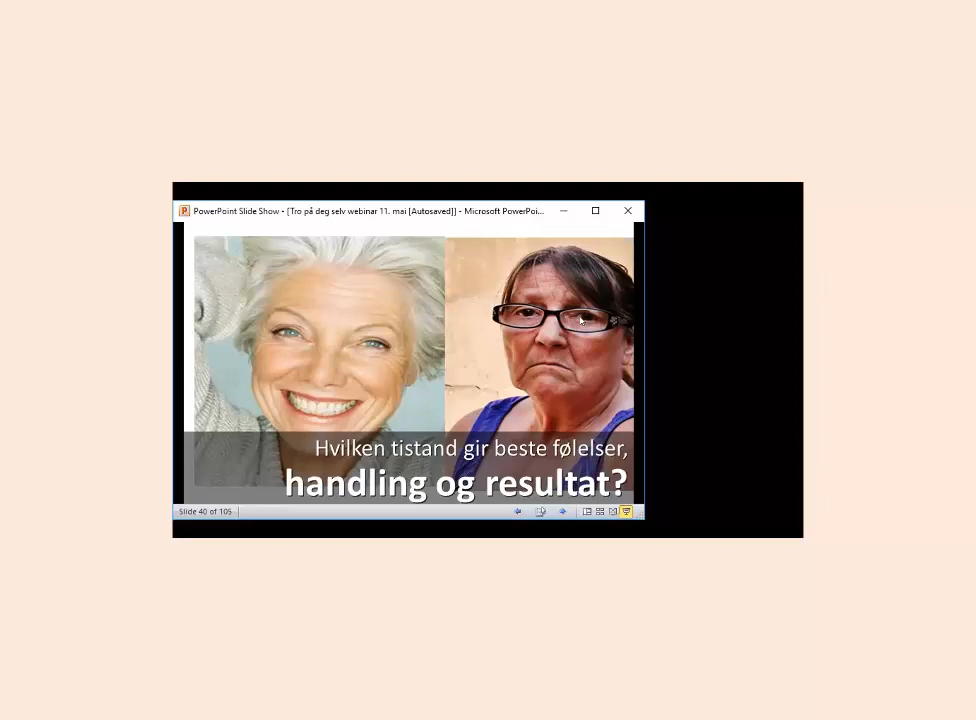 PowerPoint Slide Show - [Tro på deg selv webinar 11. mai [Autosaved]] - Microsoft PowerPoi...
Hvilken tistand gir beste følelser,
handling og resultat?
Slide 40 of 105